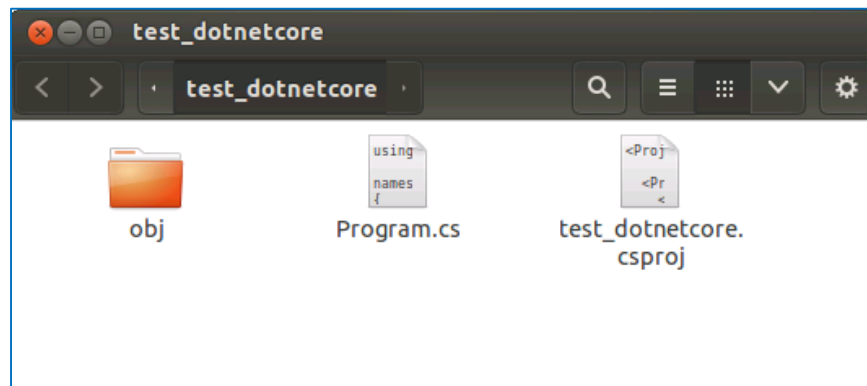 test_dotnetcore
test_dotnetcore
using
names
{
<Proj
<Pr
<
obj
Program.cs
test_dotnetcore.
csproj